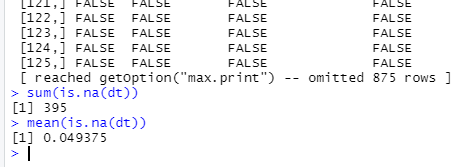 [121,] FALSE FALSE FALSE FALSE
[122,] FALSE FALSE FALSE FALSE
[123,] FALSE FALSE FALSE FALSE
[124,] FALSE FALSE FALSE FALSE
[125,] FALSE FALSE FALSE FALSE
[ reached getOption("max.print") -- omitted 875 rows ]
> sum(is.na(dt))
[1] 395
> mean(is.na(dt))
[1] 0.049375
>